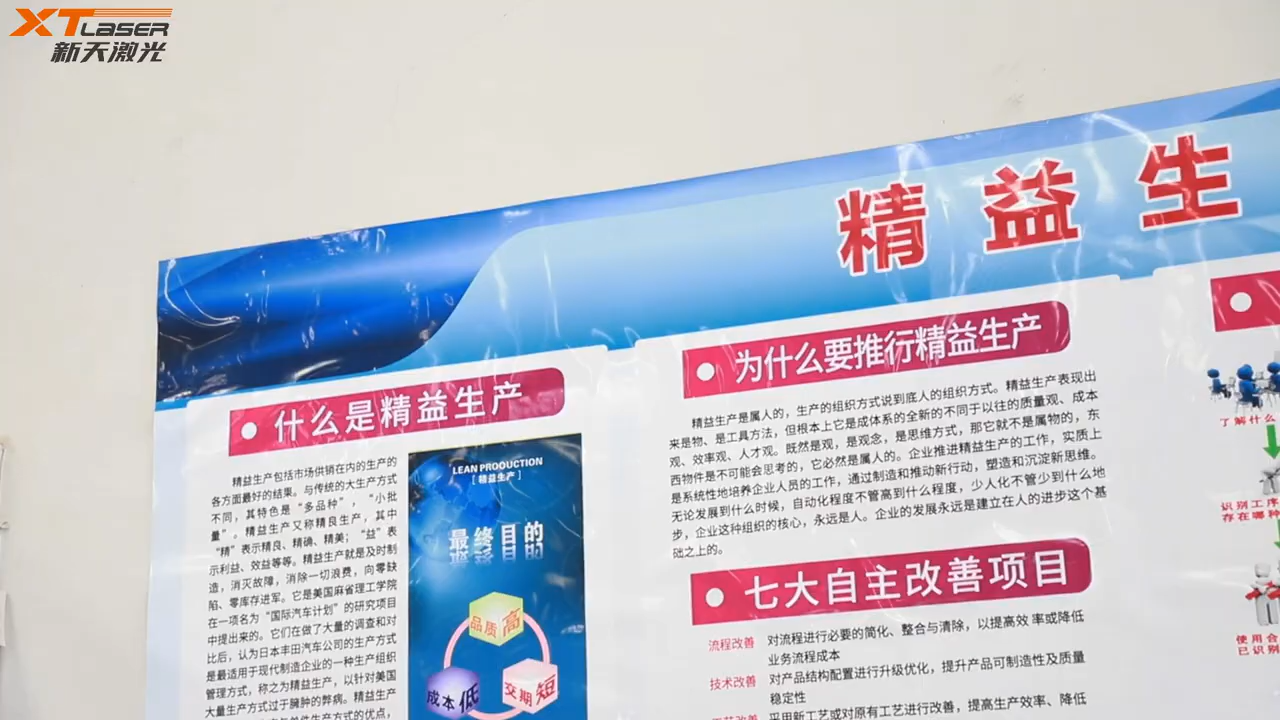 XTLASER
新天激光
精益生
什么是精益生产
精益生产包括市场供销在内的生产的
各方面最好的结果。与传统的大生产方式
不同，其特色是“多品种”，“小批
量”。精益生产又称精良生产，其中
“精”表示精良、精确、精美；“益”表
示利益、效益等等。精益生产就是及时制
造，消灭故障，消除一切浪费，向零缺
陷、零库存进军。它是美国麻省理工学院
在一项名为“国际汽车计划”的研究项目
中提出来的。它们在做了大量的调查和对
比后，认为日本丰田汽车公司的生产方式
是最适用于现代制造企业的一种生产组织
管理方式，称之为精益生产，以针对美国
大量生产方式过于臃肿的弊病。精益生产
LEAN PRODUCTION
[ 精益生产 ]
最终目的
品质高
成本低
交期短
为什么要推行精益生产
精益生产是属人的，生产的组织方式说到底人的组织方式。精益生产表现出
来是物、是工具方法，但根本上它是成体系的全新的不同于以往的质量观、成本
观、效率观、人才观。既然是观，是观念，是思维方式，那它就不是属物的，东
西物件是不可能会思考的，它必然是属人的。企业推进精益生产的工作，实质上
是系统性地培养企业人员的工作，通过制造和推动新行动，塑造和沉淀新思维。
无论发展到什么时候，自动化程度不管高到什么程度，少人化不管少到什么地
步，企业这种组织的核心，永远是人。企业的发展永远是建立在人的进步这个基
础之上的。
七大自主改善项目
流程改善 对流程进行必要的简化、整合与清除，以提高效 率或降低
业务流程成本
技术改善 对产品结构配置进行升级优化，提升产品可制造性及质量
稳定性
采用新工艺或对原有工艺进行改善，提高生产效率、降低
了解什么
识别工序
存在哪种
使用合
已识别